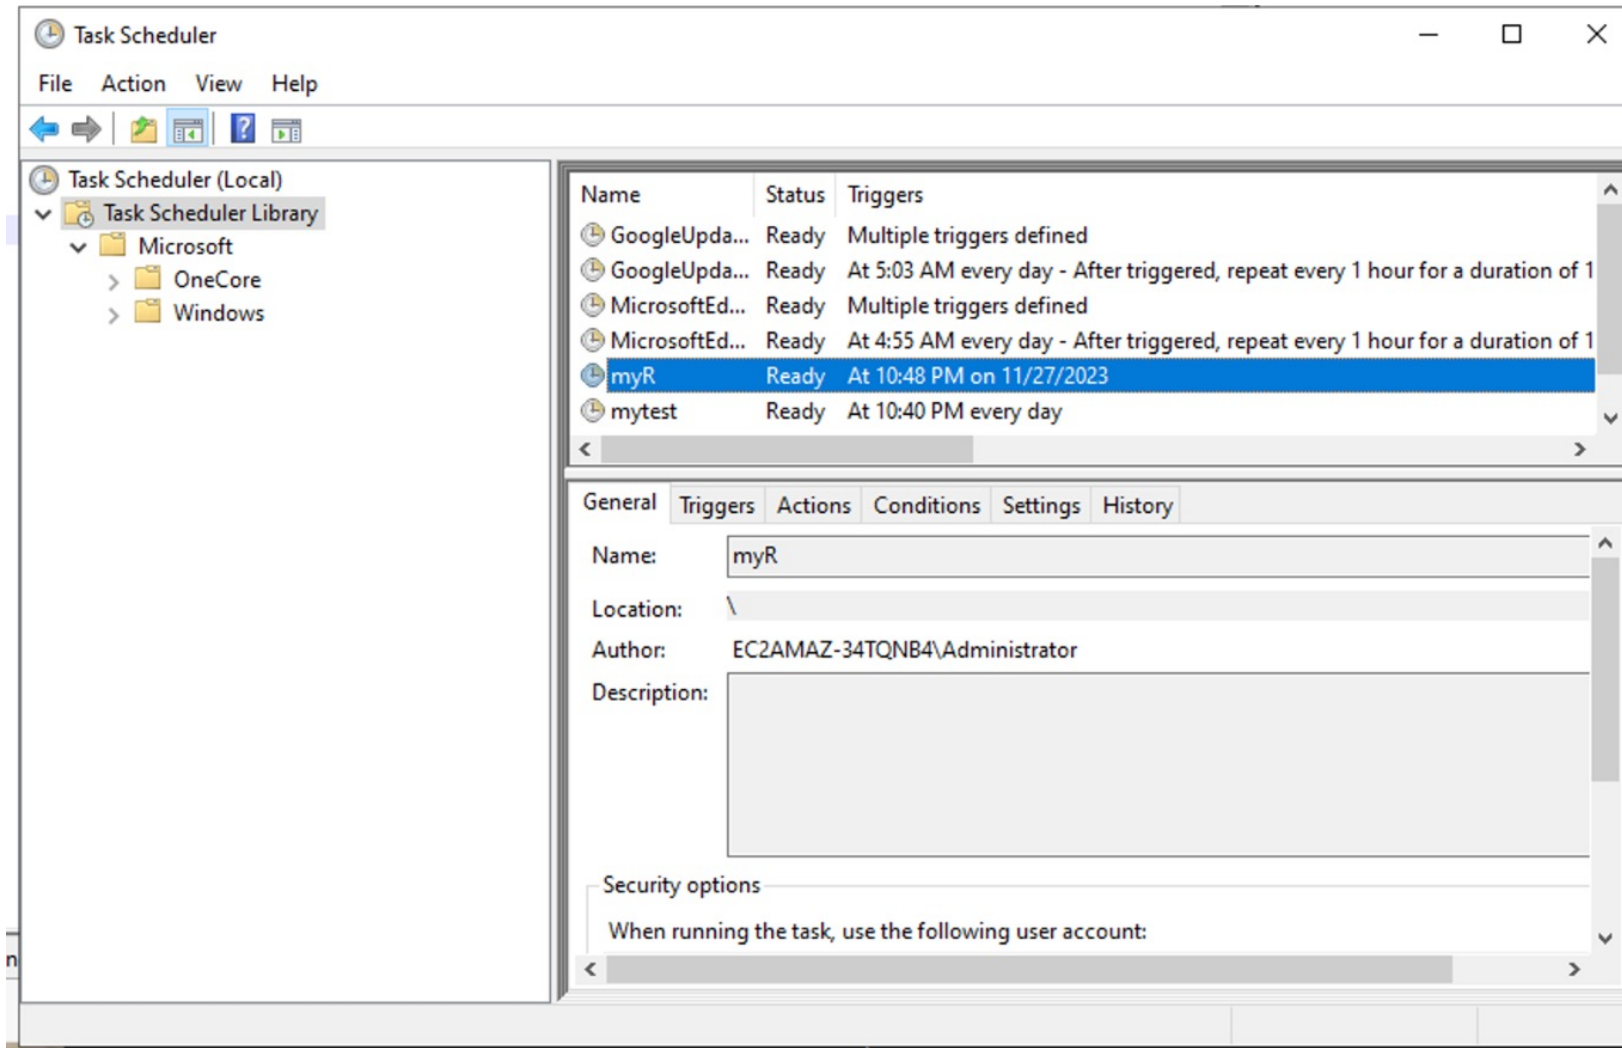 Task Scheduler
File Action View Help
Task Scheduler (Local)
Task Scheduler Library
Microsoft
OneCore
Windows
Name Status Triggers
GoogleUpda... Ready Multiple triggers defined
GoogleUpda... Ready At 5:03 AM every day - After triggered, repeat every 1 hour for a duration of 1
MicrosoftEd... Ready Multiple triggers defined
MicrosoftEd... Ready At 4:55 AM every day - After triggered, repeat every 1 hour for a duration of 1
myR Ready At 10:48 PM on 11/27/2023
mytest Ready At 10:40 PM every day
General Triggers Actions Conditions Settings History
Name: myR
Location: \
Author: EC2AMAZ-34TQNB4\Administrator
Description:
Security options
When running the task, use the following user account:
n